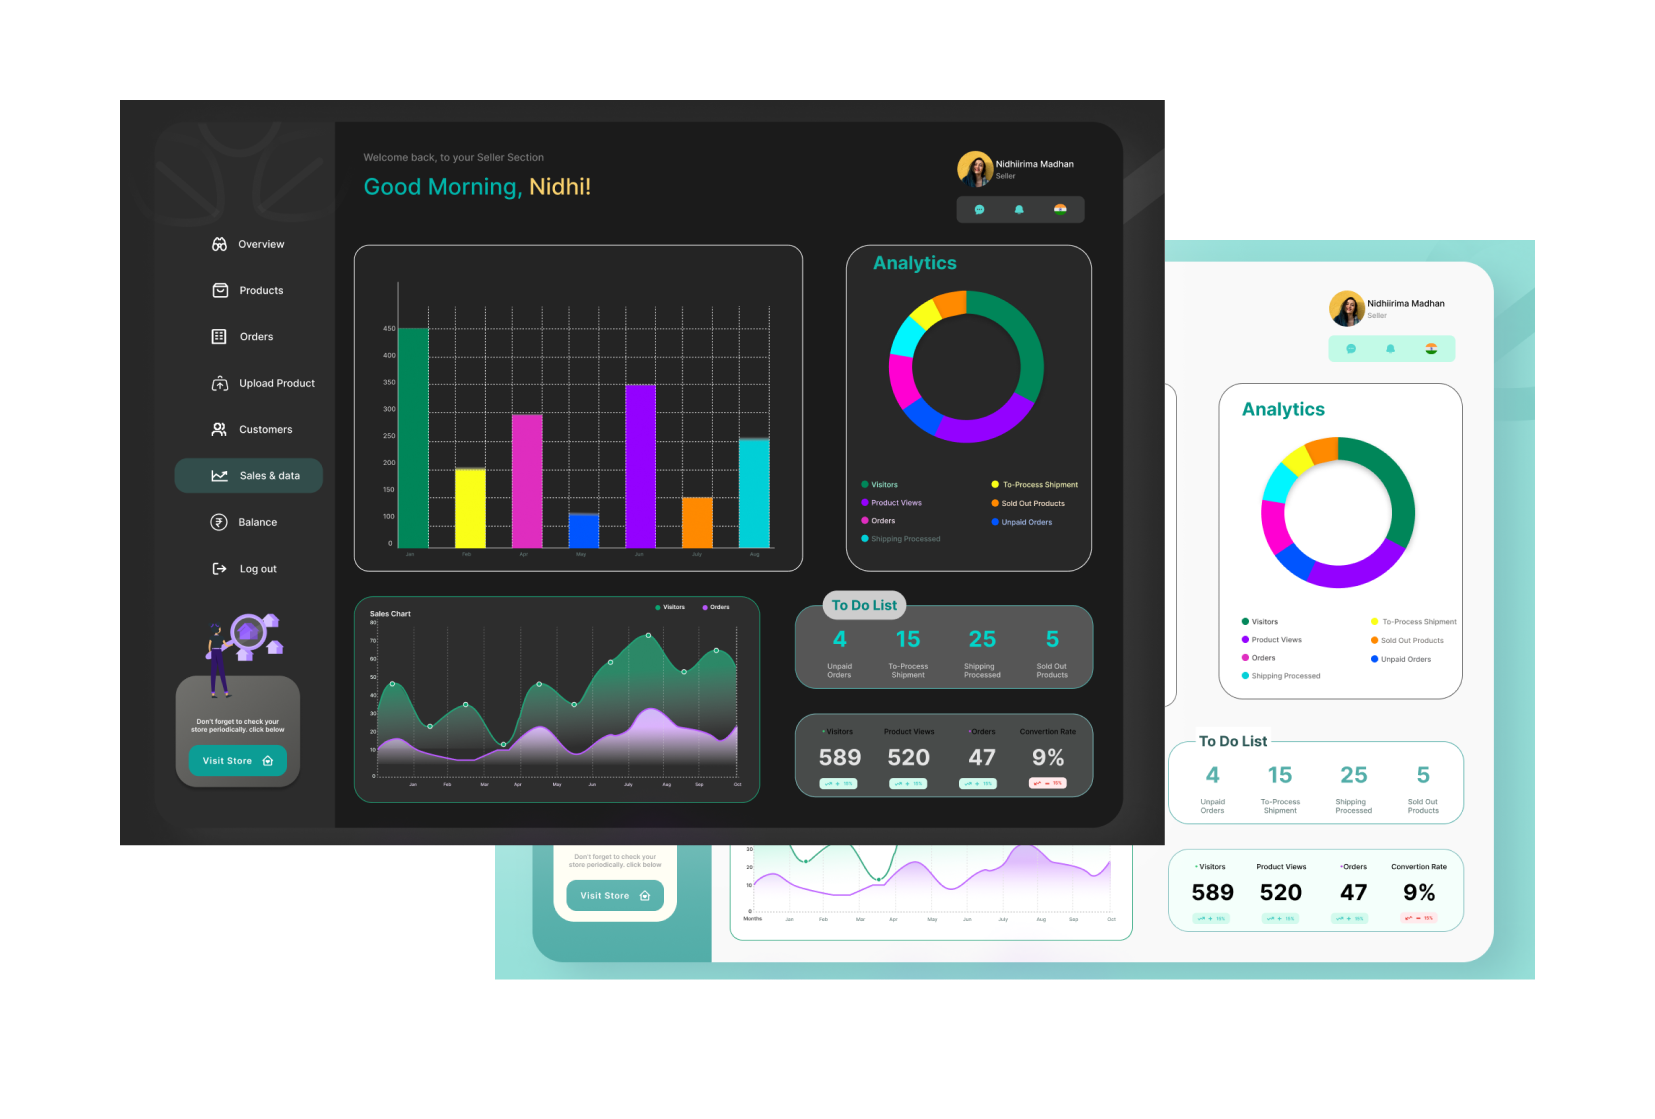 Welcome back, to your Seller Section
Good Morning, Nidhi!
Nidhiirima Madhan
Seller
Overview
Products
Orders
Upload Product
Customers
Sales & data
Balance
Log out
Don't forget to check your
store periodically. click below
Visit Store
450
400
350
300
250
200
150
100
0
Jan
Feb
Apr
May
Jun
July
Aug
Analytics
Visitors
To-Process Shipment
Product Views
Sold Out Products
Orders
Unpaid Orders
Shipping Processed
Sales Chart
Visitors
Orders
80
70
60
50
40
30
20
10
0
Jan
Feb
Mar
Apr
May
Jun
July
Aug
Sep
Oct
To Do List
4 15 25 5
Unpaid To-Process Shipping Sold Out
Orders Shipment Processed Products
Visitors Product Views Orders Convertion Rate
589 520 47 9%
+ 15% + 15% + 15% – 15%
Nidhiirima Madhan
Seller
Analytics
Visitors
To-Process Shipment
Product Views
Sold Out Products
Orders
Unpaid Orders
Shipping Processed
To Do List
4 15 25 5
Unpaid To-Process Shipping Sold Out
Orders Shipment Processed Products
Visitors Product Views Orders Convertion Rate
589 520 47 9%
+ 15% + 15% + 15% – 15%
Don't forget to check your
store periodically. click below
Visit Store
30
20
10
0
Months
Jan
Feb
Mar
Apr
May
Jun
July
Aug
Sep
Oct